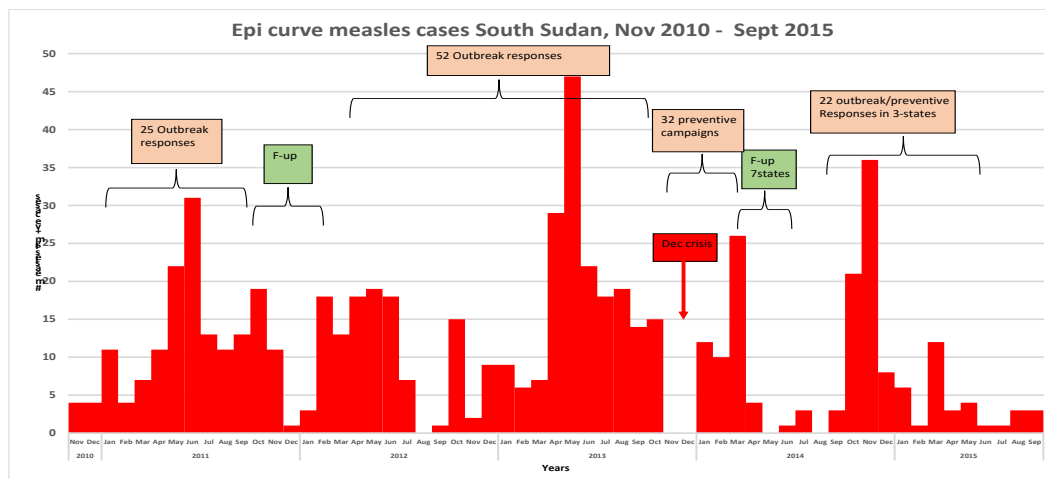 Epi curve measles cases South Sudan, Nov 2010 - Sept 2015
50
45
40
35
30
25
20
15
10
5
0
52 Outbreak responses
25 Outbreak
responses
F-up
32 preventive
campaigns
F-up
7states
22 outbreak/preventive
Responses in 3-states
Dec crisis
Nov Dec Jan Feb Mar Apr May Jun Jul Aug Sep Oct Nov Dec Jan Feb Mar Apr May Jun Jul Aug Sep Oct Nov Dec Jan Feb Mar Apr May Jun Jul Aug Sep Oct Nov Dec Jan Feb Mar Apr May Jun Jul Aug Sep Oct Nov Dec Jan Feb Mar Apr May Jun Jul Aug Sep
2010 2011 2012 2013 2014 2015
Years